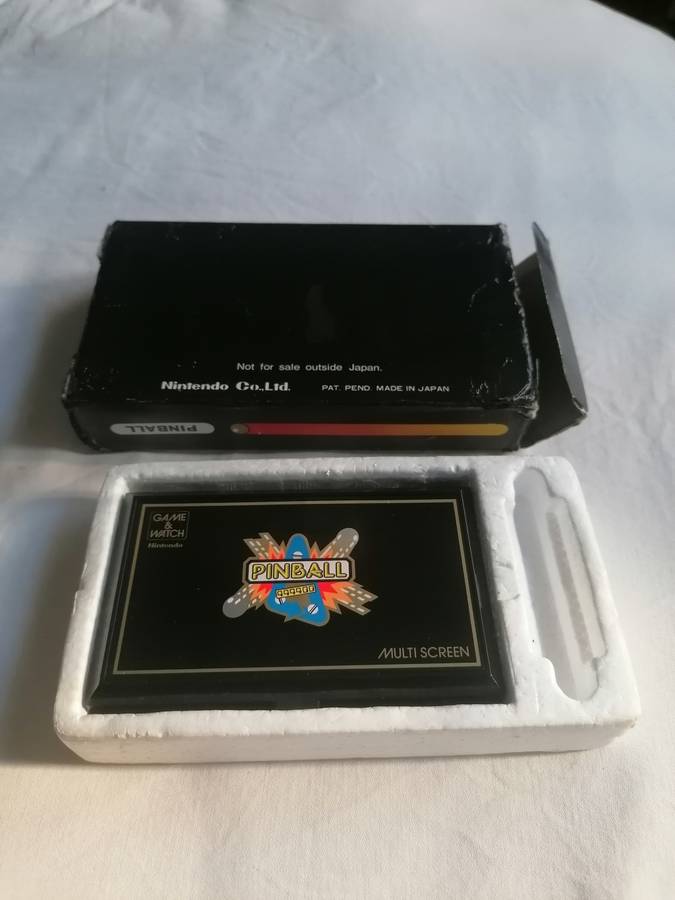 Not for sale outside Japan.
Nintendo Co.,Ltd. PAT. PEND. MADE IN JAPAN
PINBALL
GAME
&
WATCH
Nintendo
PINBALL
MULTI SCREEN